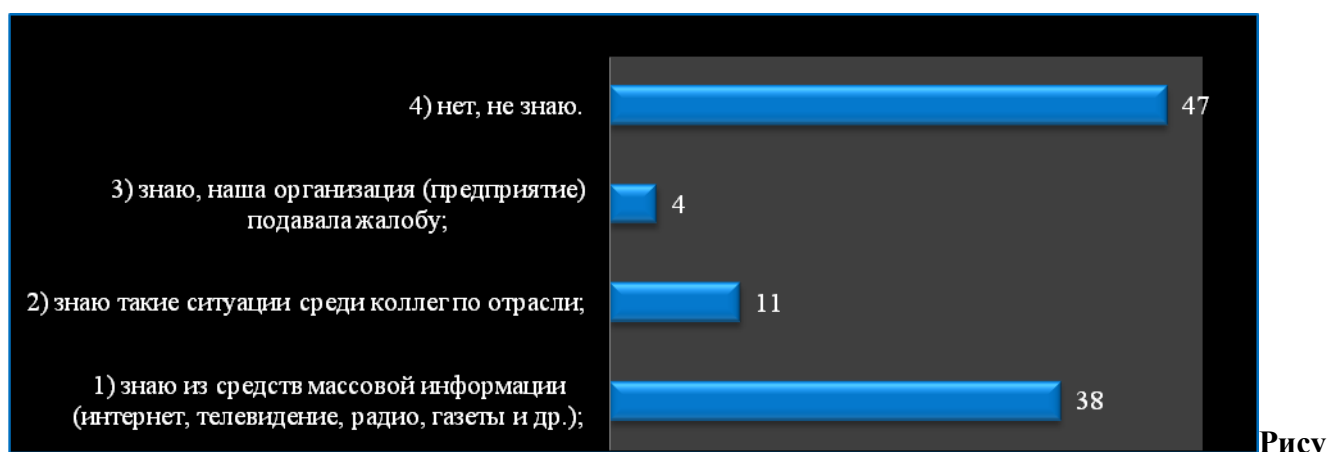 4) нет, не знаю.
47
3) знаю, наша организация (предприятие)
подавала жалобу;
4
2) знаю такие ситуации среди коллег по отрасли;
11
1) знаю из средств массовой информации
(интернет, телевидение, радио, газеты и др.);
38
Рису